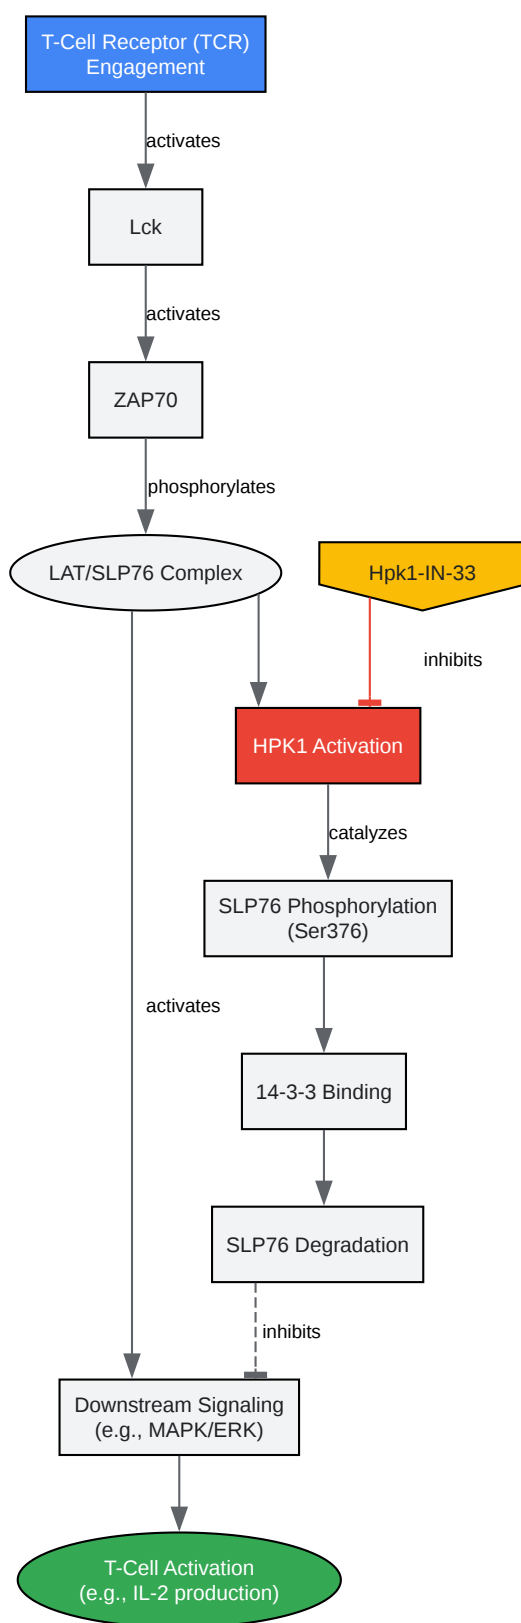 T-Cell Receptor (TCR)
Engagement
activates
Lck
activates
ZAP70
phosphorylates
LAT/SLP76 Complex
Hpk1-IN-33
inhibits
HPK1 Activation
catalyzes
SLP76 Phosphorylation
(Ser376)
activates
14-3-3 Binding
SLP76 Degradation
inhibits
Downstream Signaling
(e.g., MAPK/ERK)
T-Cell Activation
(e.g., IL-2 production)